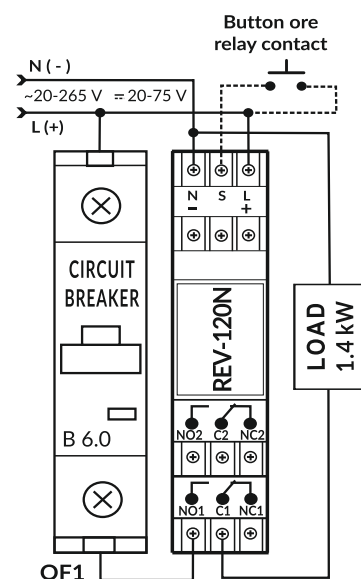 Button ore
relay contact
N (-)
~20-265 V ⎓ 20-75 V
L (+)
N S L
- +
CIRCUIT
BREAKER
REV-120N
LOAD
1.4 kW
NO2 C2 NC2
B 6.0
NO1 C1 NC1
QF1